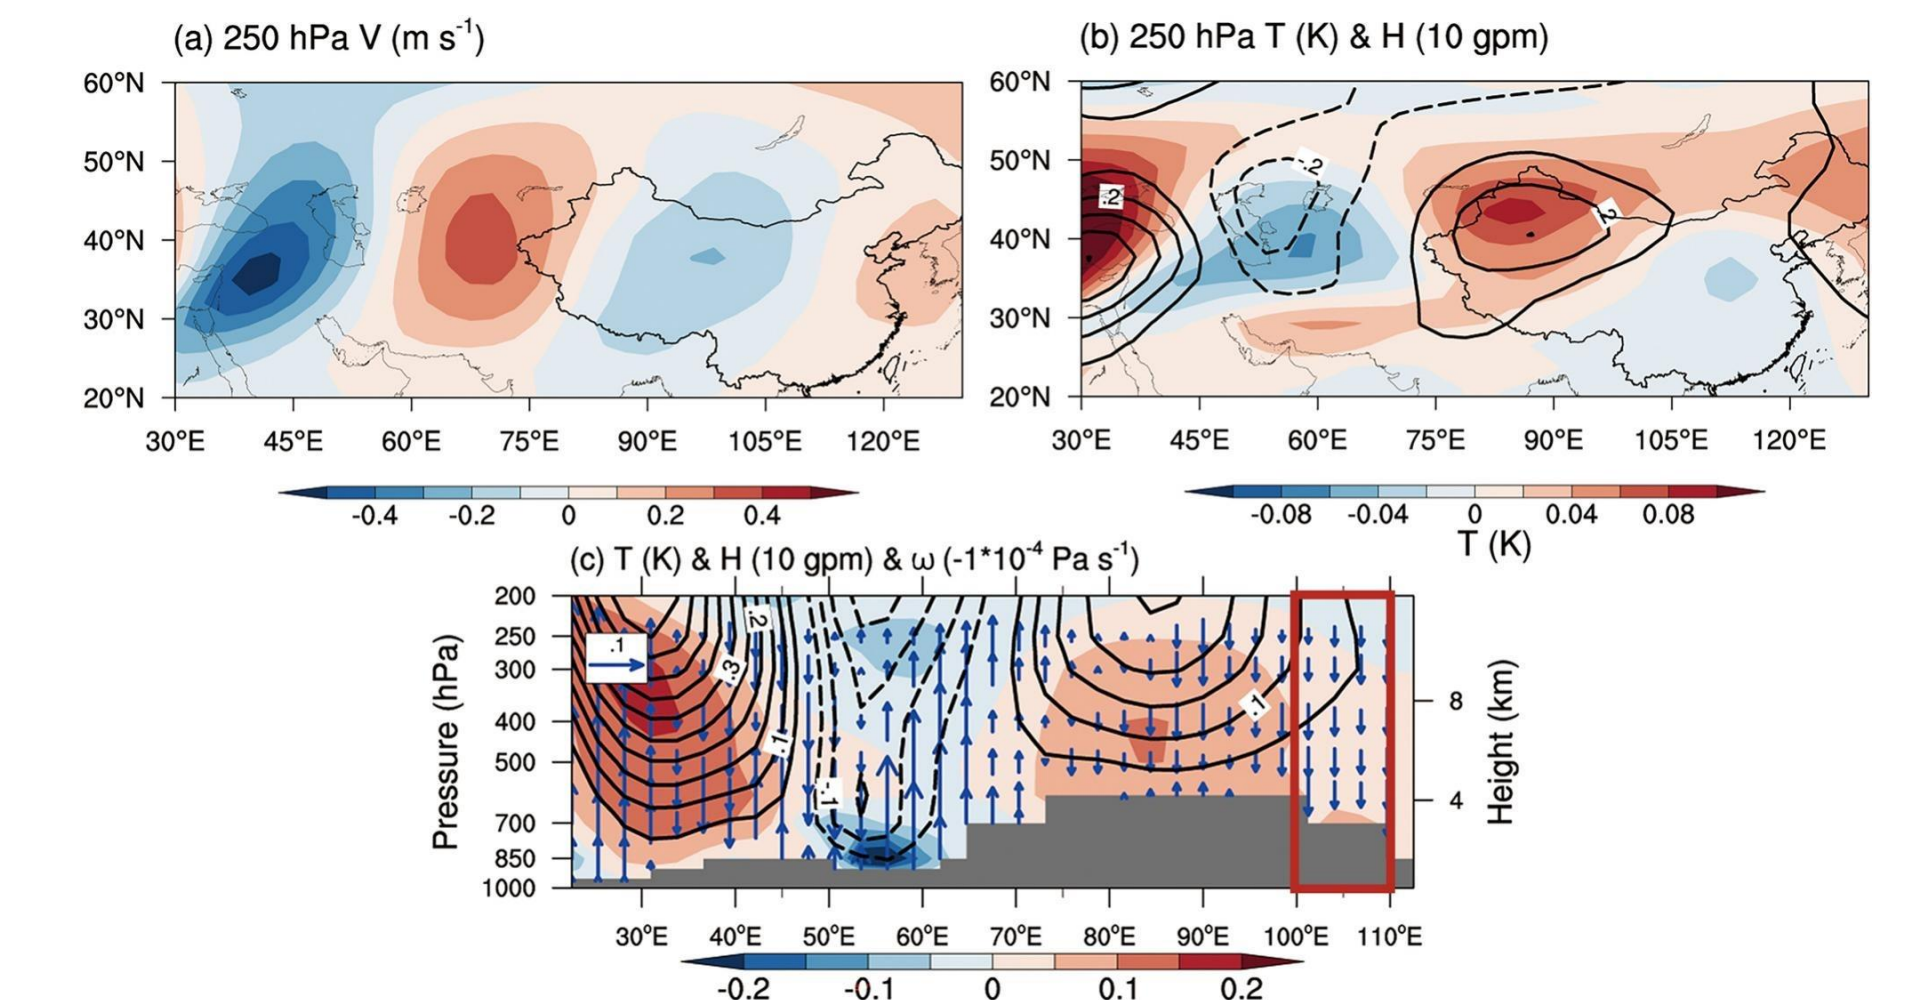 (a) 250 hPa V (m s⁻¹)
60°N
50°N
40°N
30°N
20°N
30°E 45°E 60°E 75°E 90°E 105°E 120°E
-0.4 -0.2 0 0.2 0.4
(b) 250 hPa T (K) & H (10 gpm)
60°N
50°N
40°N
30°N
20°N
.2
-.2
.2
30°E 45°E 60°E 75°E 90°E 105°E 120°E
-0.08 -0.04 0 0.04 0.08
T (K)
(c) T (K) & H (10 gpm) & ω (-1*10⁻⁴ Pa s⁻¹)
Pressure (hPa)
200
250
300
400
500
700
850
1000
.1
.2
.3
.1
-.1
.1
8
4
Height (km)
30°E 40°E 50°E 60°E 70°E 80°E 90°E 100°E 110°E
-0.2 -0.1 0 0.1 0.2